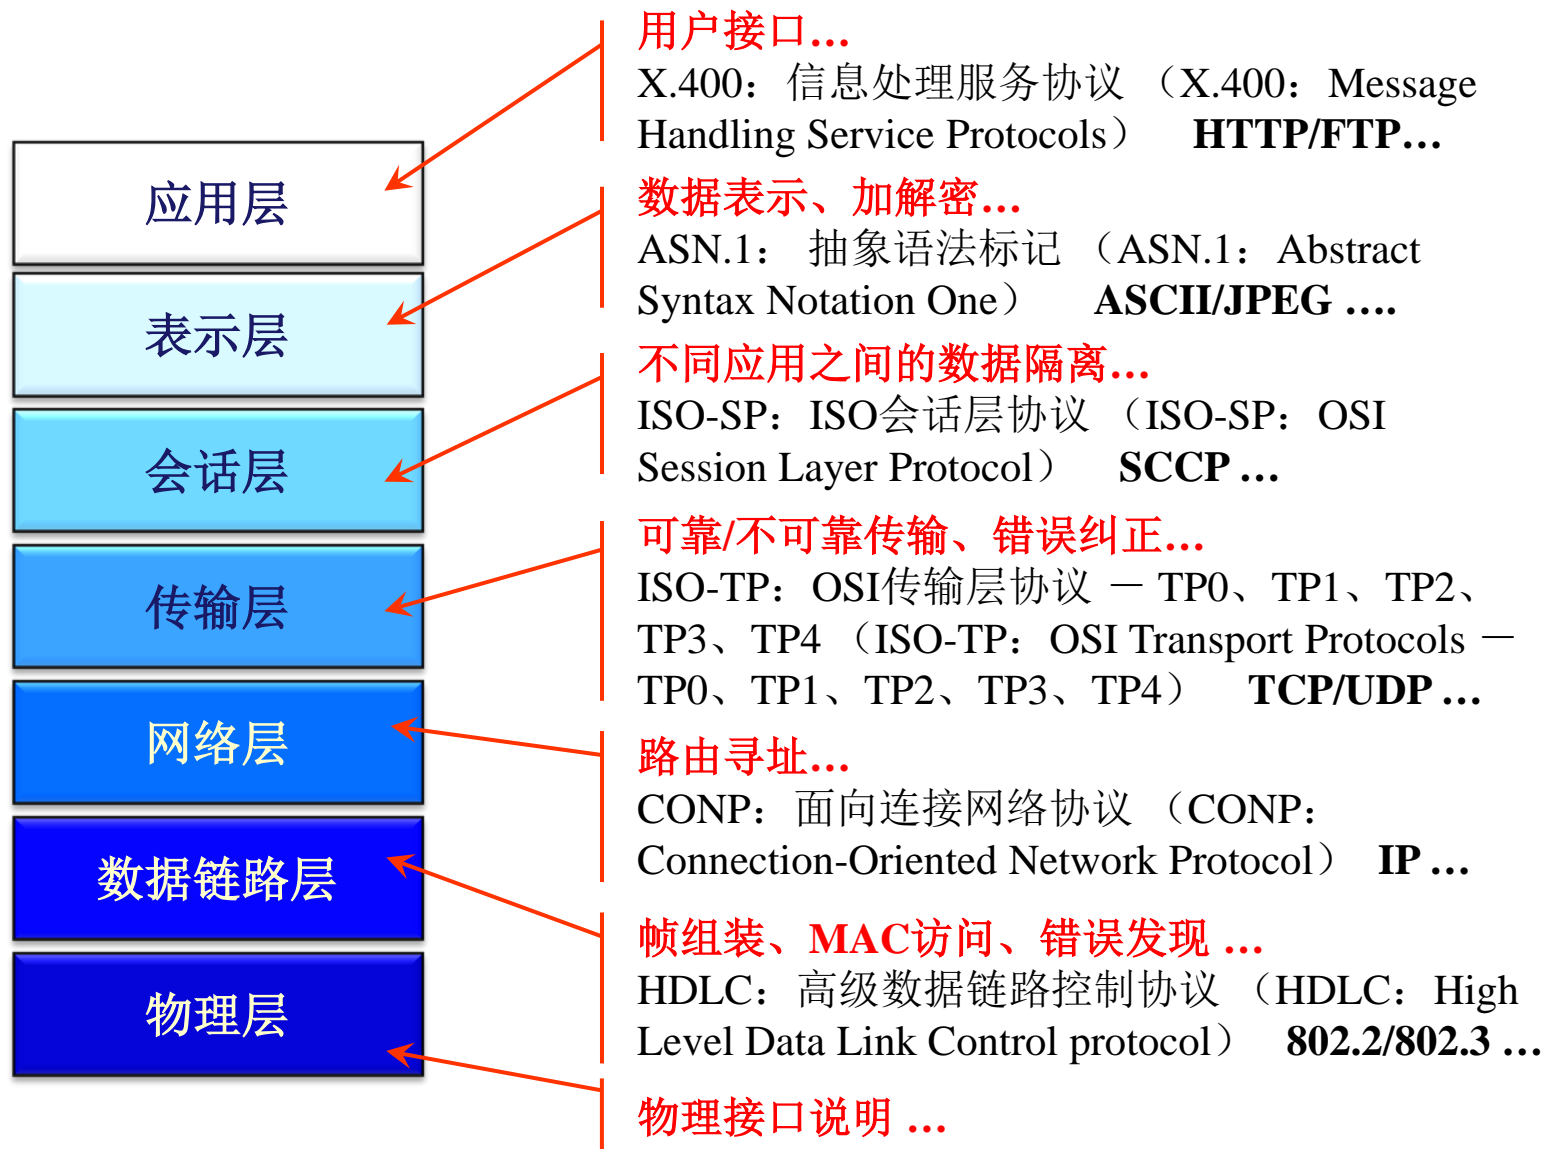 用户接口…
X.400：信息处理服务协议 （X.400：Message
Handling Service Protocols） HTTP/FTP…
应用层
数据表示、加解密…
ASN.1： 抽象语法标记 （ASN.1：Abstract
Syntax Notation One） ASCII/JPEG ….
表示层
不同应用之间的数据隔离…
ISO-SP：ISO会话层协议 （ISO-SP：OSI
Session Layer Protocol） SCCP …
会话层
可靠/不可靠传输、错误纠正…
ISO-TP：OSI传输层协议 － TP0、TP1、TP2、
TP3、TP4 （ISO-TP：OSI Transport Protocols －
TP0、TP1、TP2、TP3、TP4） TCP/UDP …
传输层
路由寻址…
CONP：面向连接网络协议 （CONP：
Connection-Oriented Network Protocol） IP …
网络层
帧组装、MAC访问、错误发现 …
HDLC：高级数据链路控制协议 （HDLC：High
Level Data Link Control protocol） 802.2/802.3 …
数据链路层
物理接口说明 …
物理层